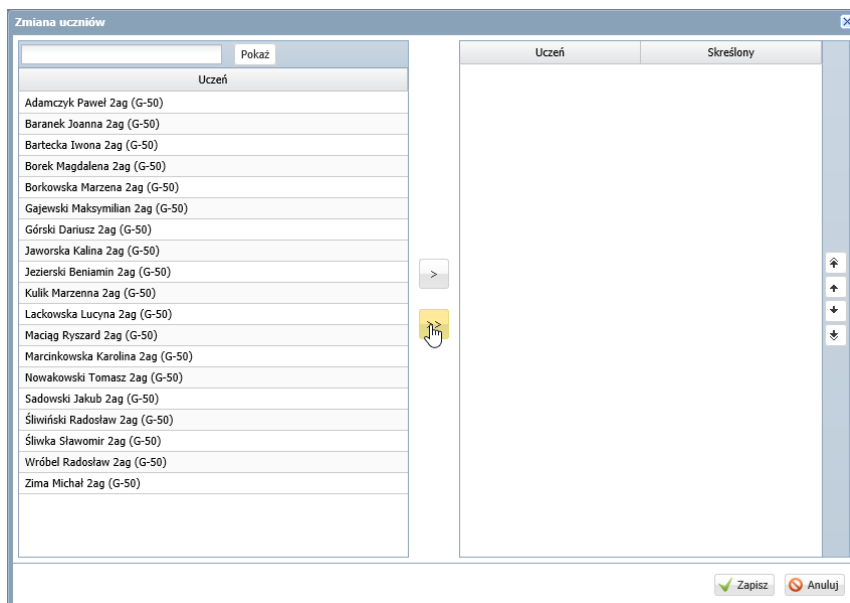 Zmiana uczniów
Pokaż
Uczeń
Adamczyk Paweł 2ag (G-50)
Baranek Joanna 2ag (G-50)
Bartecka Iwona 2ag (G-50)
Borek Magdalena 2ag (G-50)
Borkowska Marzena 2ag (G-50)
Gajewski Maksymilian 2ag (G-50)
Górski Dariusz 2ag (G-50)
Jaworska Kalina 2ag (G-50)
Jezierski Beniamin 2ag (G-50)
Kulik Marzenna 2ag (G-50)
Lackowska Lucyna 2ag (G-50)
Maciąg Ryszard 2ag (G-50)
Marcinkowska Karolina 2ag (G-50)
Nowakowski Tomasz 2ag (G-50)
Sadowski Jakub 2ag (G-50)
Śliwiński Radosław 2ag (G-50)
Śliwka Sławomir 2ag (G-50)
Wróbel Radosław 2ag (G-50)
Zima Michał 2ag (G-50)
>
>>
Uczeń Skreślony
Zapisz Anuluj